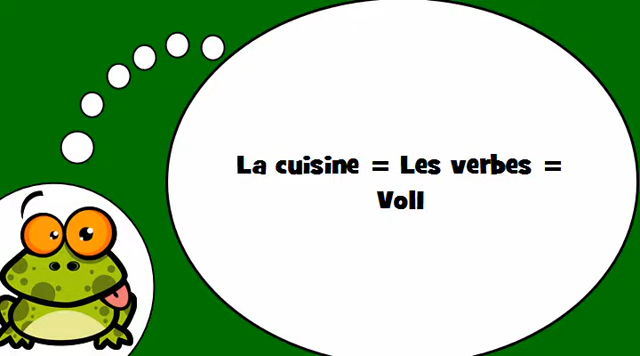 La cuisine = Les verbes =
Voll